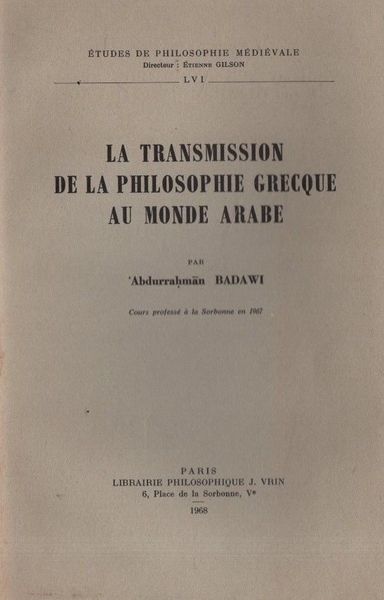 ÉTUDES DE PHILOSOPHIE MÉDIÉVALE
Directeur : ÉTIENNE GILSON
LVI
LA TRANSMISSION
DE LA PHILOSOPHIE GRECQUE
AU MONDE ARABE
PAR
ʿAbdurraḥmān BADAWI
Cours professé à la Sorbonne en 1967
PARIS
LIBRAIRIE PHILOSOPHIQUE J. VRIN
6, Place de la Sorbonne, Vᵉ
1968